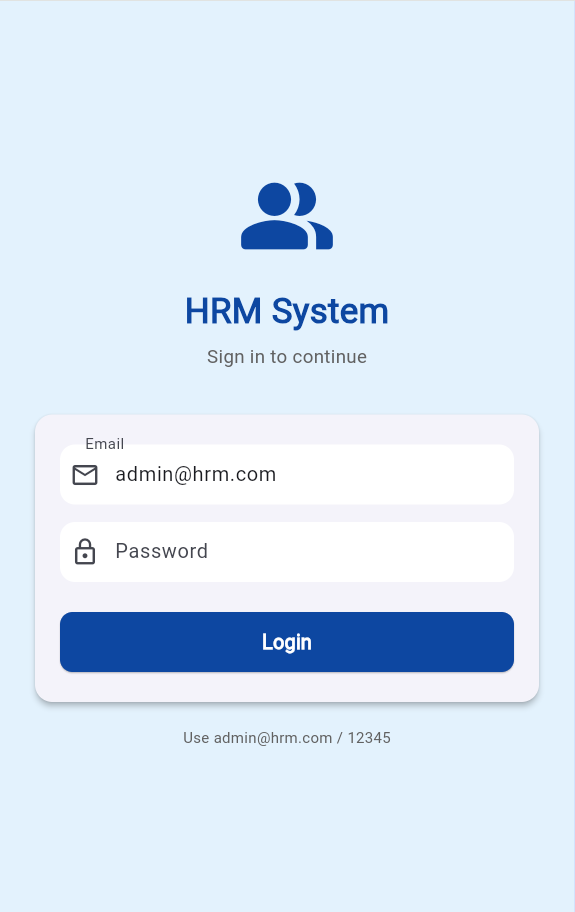 HRM System
Sign in to continue
Email
admin@hrm.com
Password
Login
Use admin@hrm.com / 12345